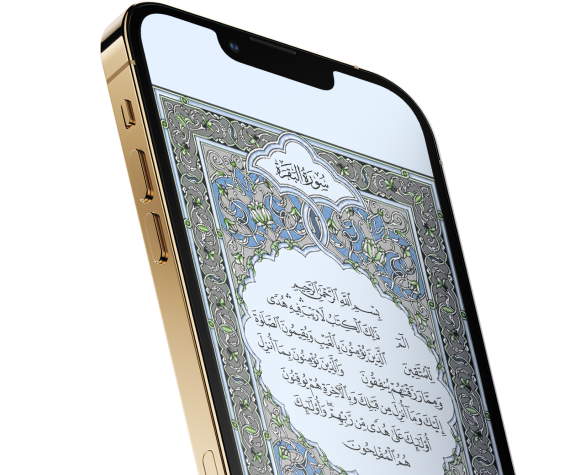 سُورَةُ البَقَرَةِ
بِسْمِ ٱللَّهِ ٱلرَّحْمَٰنِ ٱلرَّحِيمِ
الٓمٓ ذَٰلِكَ ٱلْكِتَٰبُ لَا رَيْبَ فِيهِ هُدًى
لِّلْمُتَّقِينَ ٱلَّذِينَ يُؤْمِنُونَ بِٱلْغَيْبِ وَيُقِيمُونَ ٱلصَّلَوٰةَ
وَمِمَّا رَزَقْنَٰهُمْ يُنفِقُونَ وَٱلَّذِينَ يُؤْمِنُونَ بِمَآ أُنزِلَ
إِلَيْكَ وَمَآ أُنزِلَ مِن قَبْلِكَ وَبِٱلْءَاخِرَةِ هُمْ يُوقِنُونَ
أُو۟لَٰٓئِكَ عَلَىٰ هُدًى مِّن رَّبِّهِمْ وَأُو۟لَٰٓئِكَ
هُمُ ٱلْمُفْلِحُونَ